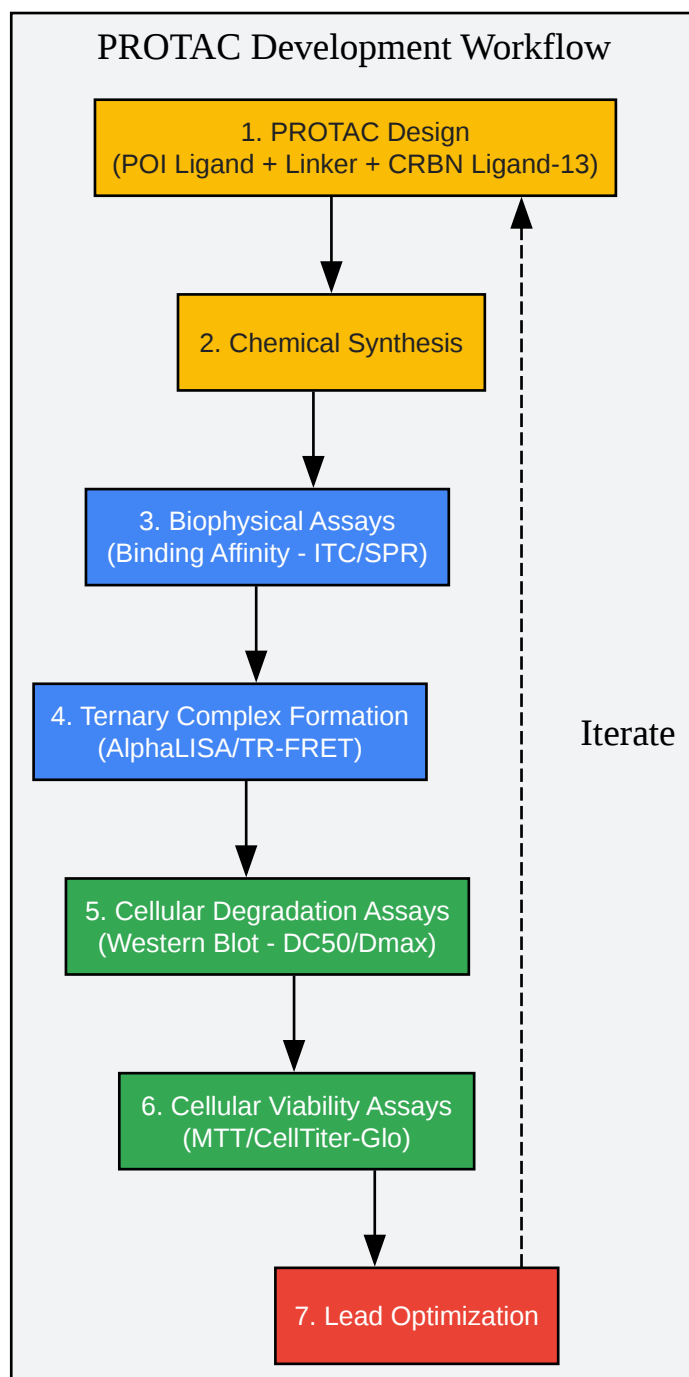 PROTAC Development Workflow
1. PROTAC Design
(POI Ligand + Linker + CRBN Ligand-13)
2. Chemical Synthesis
3. Biophysical Assays
(Binding Affinity - ITC/SPR)
4. Ternary Complex Formation
(AlphaLISA/TR-FRET)
Iterate
5. Cellular Degradation Assays
(Western Blot - DC50/Dmax)
6. Cellular Viability Assays
(MTT/CellTiter-Glo)
7. Lead Optimization